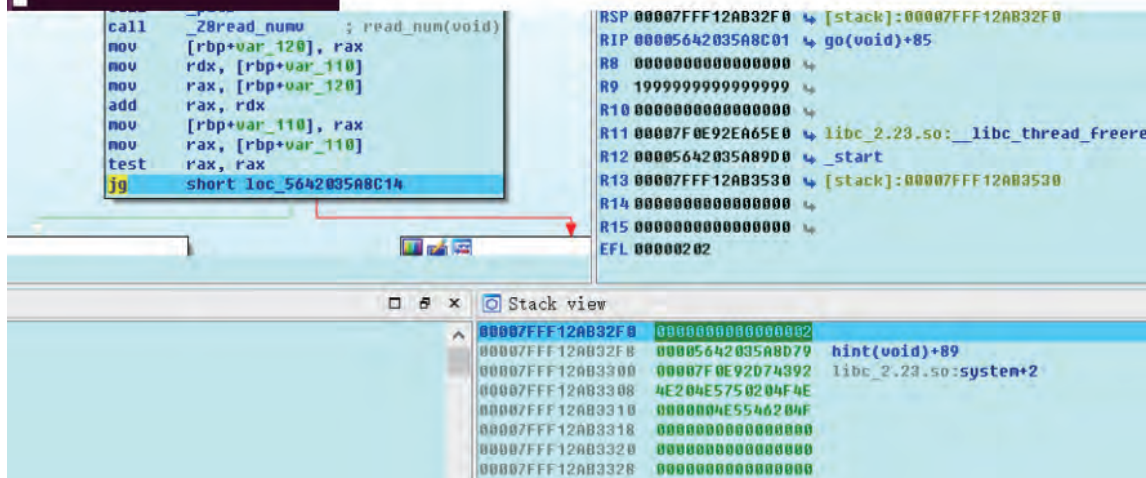 call    _Z8read_numv    ; read_num(void)
mov     [rbp+var_120], rax
mov     rdx, [rbp+var_110]
mov     rax, [rbp+var_120]
add     rax, rdx
mov     [rbp+var_110], rax
mov     rax, [rbp+var_110]
test    rax, rax
jg      short loc_5642035A8C14
RSP 00007FFF12AB32F0 [stack]:00007FFF12AB32F0
RIP 00005642035A8C01 go(void)+85
R8 0000000000000000
R9 1999999999999999
R10 0000000000000000
R11 00007F0E92EA65E0 libc_2.23.so:__libc_thread_freere
R12 00005642035A89D0 _start
R13 00007FFF12AB3530 [stack]:00007FFF12AB3530
R14 0000000000000000
R15 0000000000000000
EFL 00000202
Stack view
00007FFF12AB32F0 0000000000000002
00007FFF12AB32F8 00005642035A8D79 hint(void)+89
00007FFF12AB3300 00007F0E92D74392 libc_2.23.so:system+2
00007FFF12AB3308 4E204E5750204F4E
00007FFF12AB3310 0000004E5546204F
00007FFF12AB3318 0000000000000000
00007FFF12AB3320 0000000000000000
00007FFF12AB3328 0000000000000000